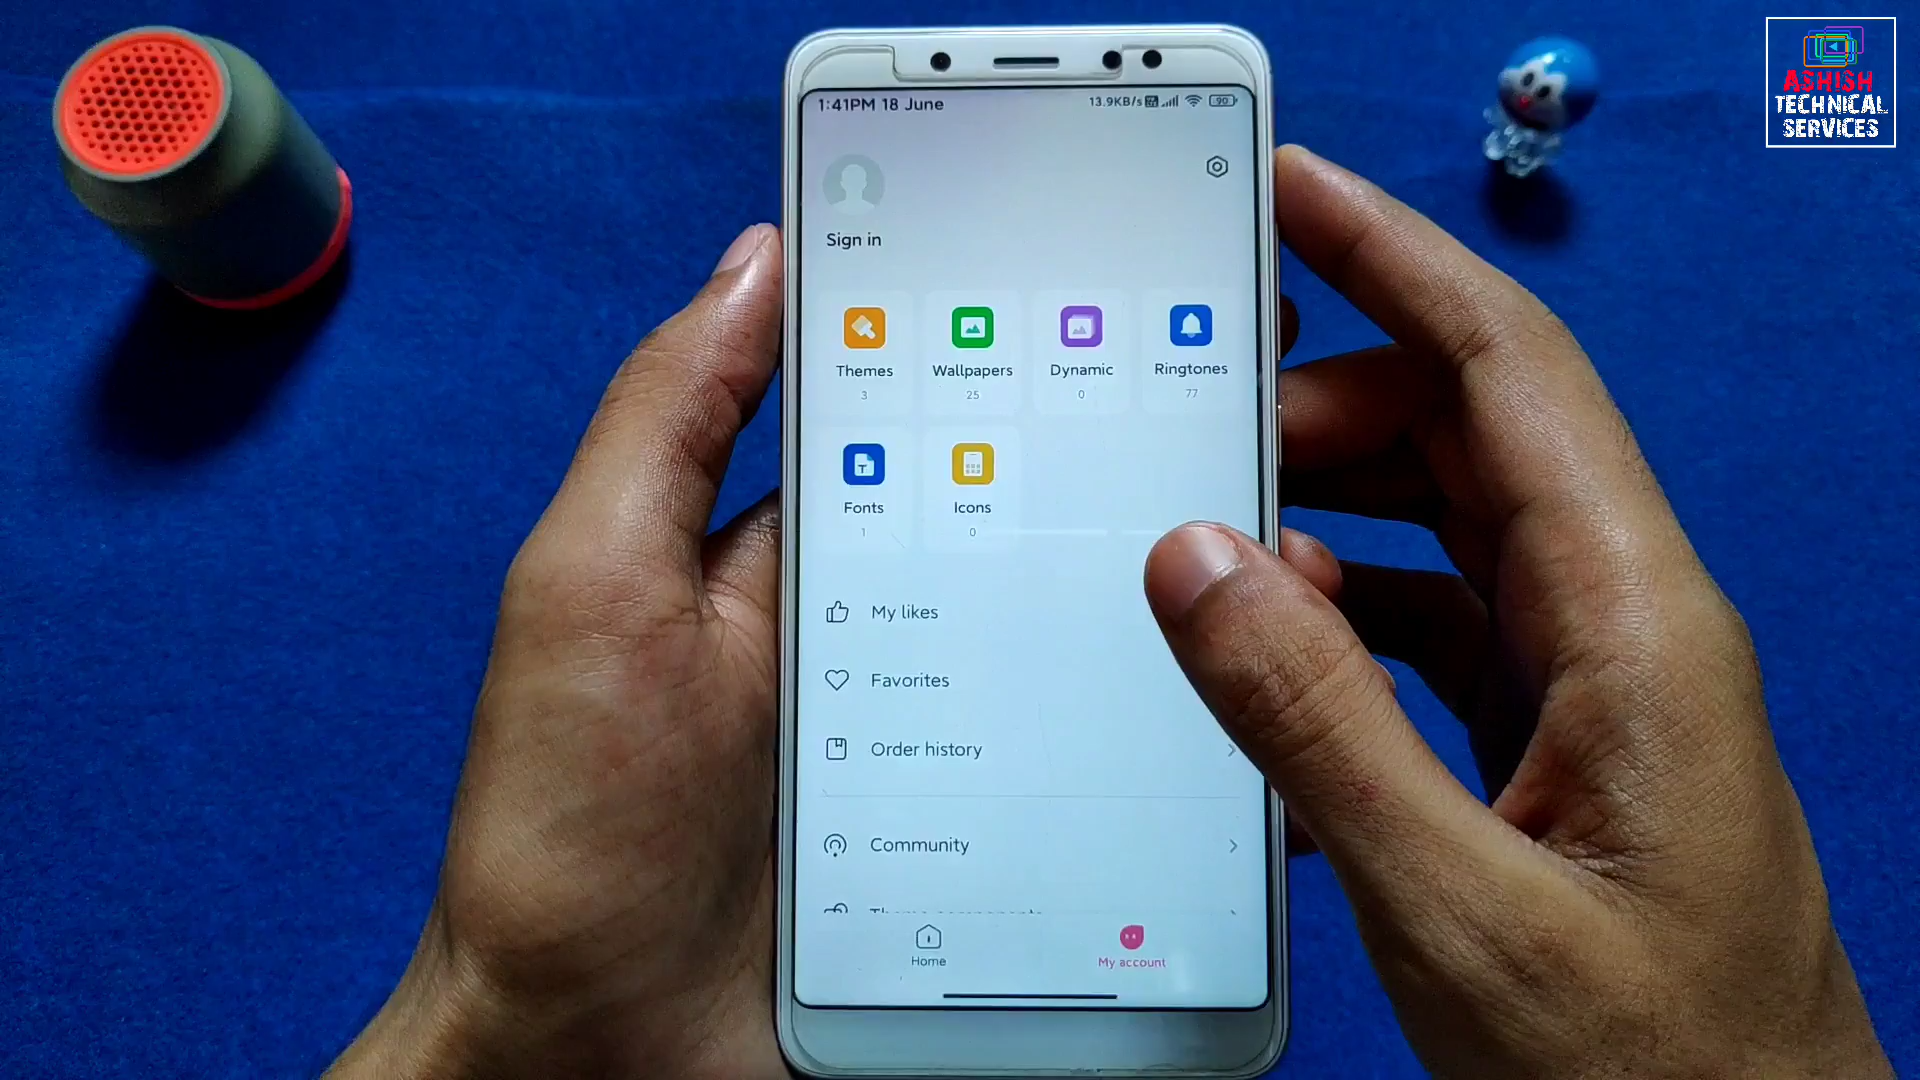 1:41PM 18 June
13.9KB/s
90
Sign in
Themes
3
Wallpapers
25
Dynamic
0
Ringtones
77
Fonts
1
Icons
0
My likes
Favorites
Order history
Community
Home
My account
ASHISH
TECHNICAL
SERVICES